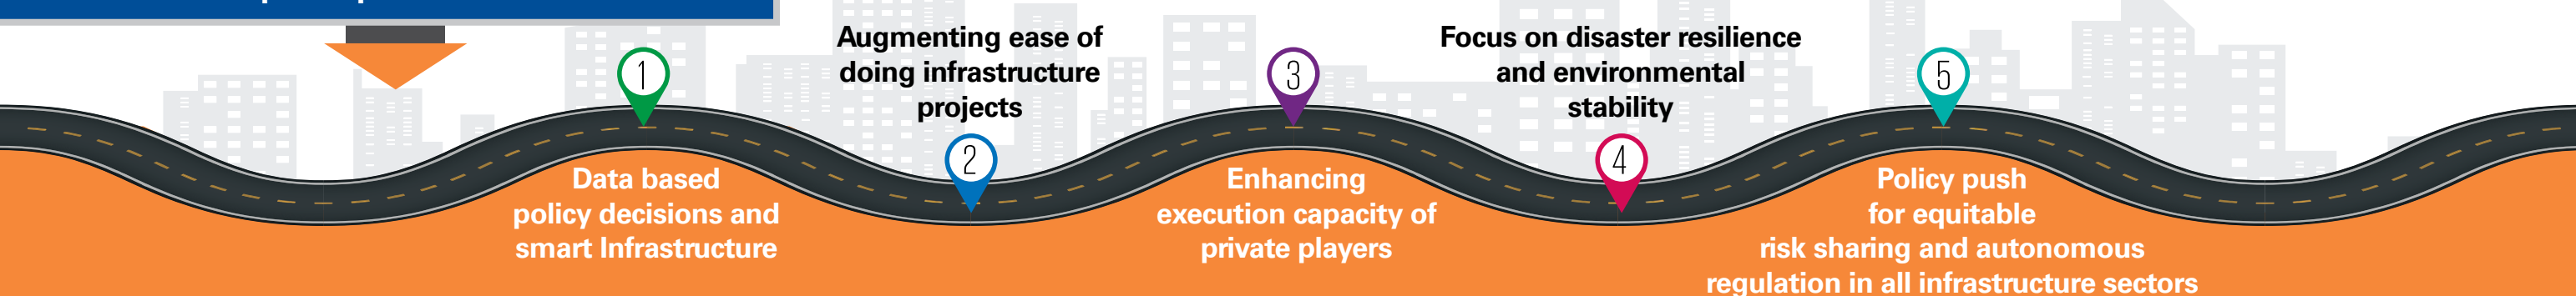 1
Data based
policy decisions and
smart Infrastructure
Augmenting ease of
doing infrastructure
projects
2
3
Enhancing
execution capacity of
private players
Focus on disaster resilience
and environmental
stability
4
5
Policy push
for equitable
risk sharing and autonomous
regulation in all infrastructure sectors